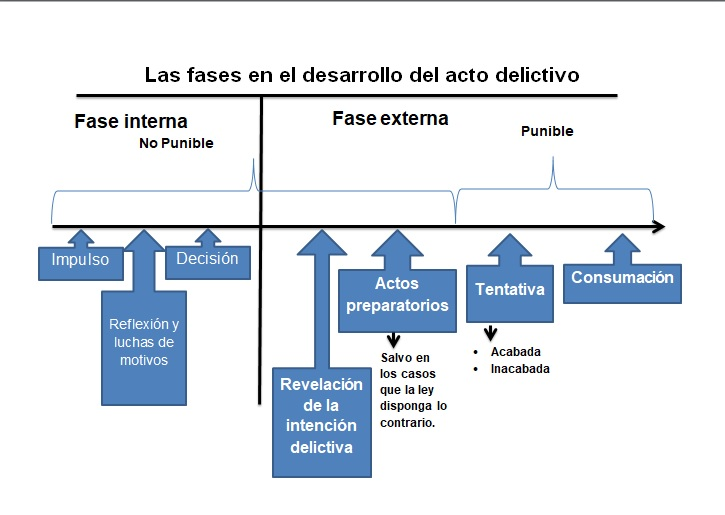 Las fases en el desarrollo del acto delictivo
Fase interna
No Punible
Fase externa
Punible
Impulso
Reflexión y
luchas de
motivos
Decisión
Revelación
de la
intención
delictiva
Actos
preparatorios
Salvo en
los casos
que la ley
disponga lo
contrario.
Tentativa
• Acabada
• Inacabada
Consumación